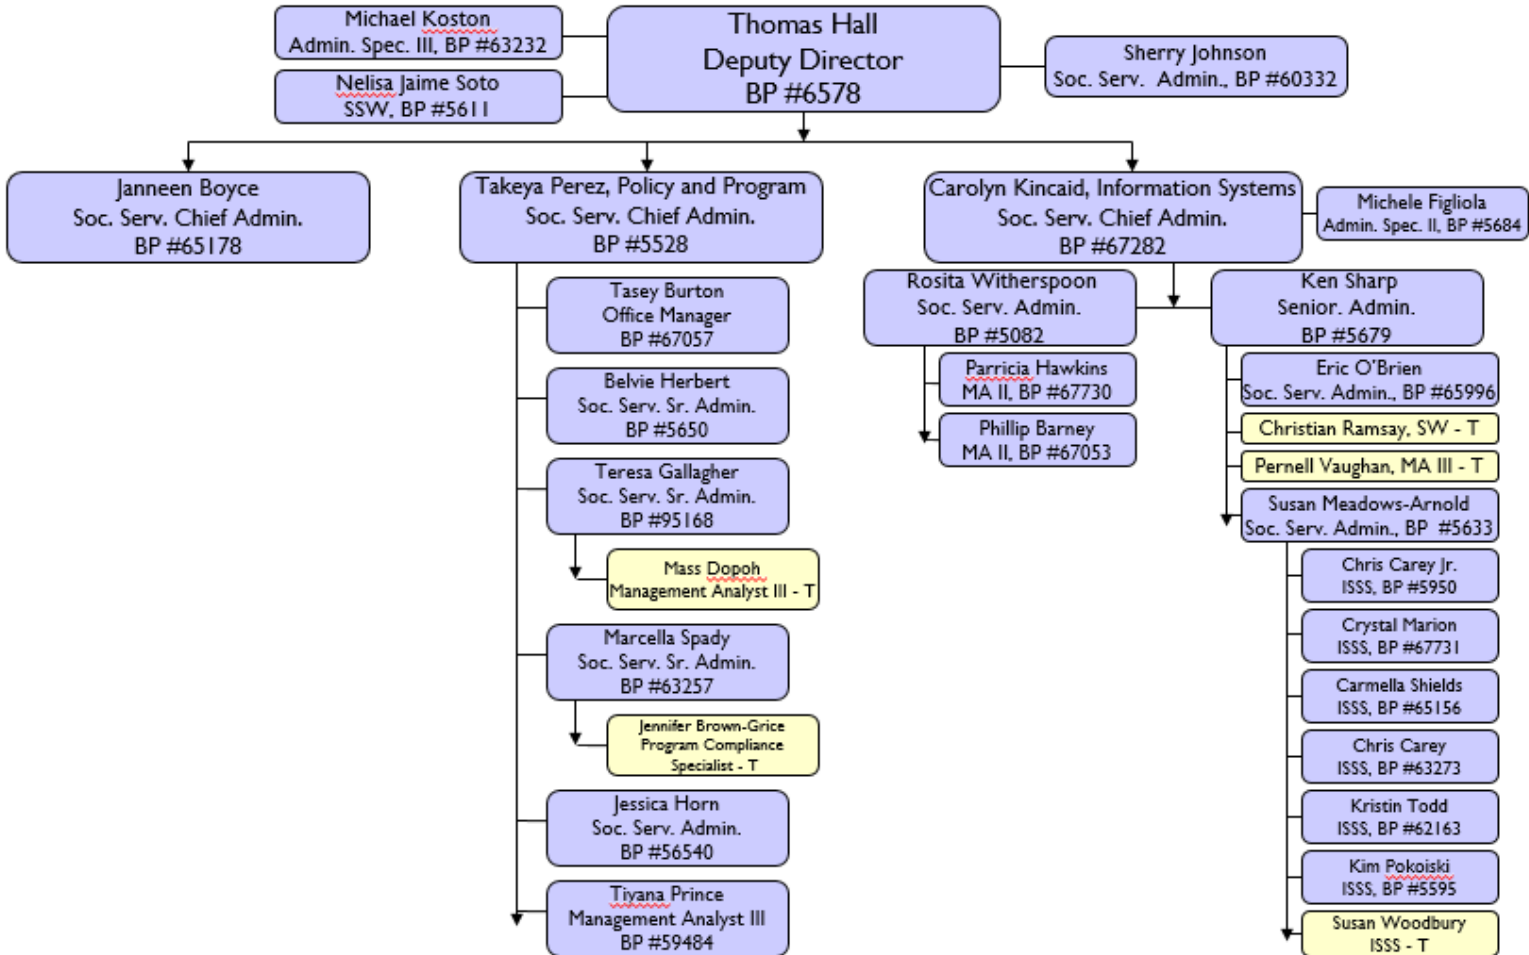 Michael Koston
Admin. Spec. III, BP #63232
Nelisa Jaime Soto
SSW, BP #5611
Thomas Hall
Deputy Director
BP #6578
Sherry Johnson
Soc. Serv. Admin., BP #60332
Janneen Boyce
Soc. Serv. Chief Admin.
BP #65178
Takeya Perez, Policy and Program
Soc. Serv. Chief Admin.
BP #5528
Carolyn Kincaid, Information Systems
Soc. Serv. Chief Admin.
BP #67282
Michele Figliola
Admin. Spec. II, BP #5684
Tasey Burton
Office Manager
BP #67057
Belvie Herbert
Soc. Serv. Sr. Admin.
BP #5650
Teresa Gallagher
Soc. Serv. Sr. Admin.
BP #95168
Mass Dopoh
Management Analyst III - T
Marcella Spady
Soc. Serv. Sr. Admin.
BP #63257
Jennifer Brown-Grice
Program Compliance
Specialist - T
Jessica Horn
Soc. Serv. Admin.
BP #56540
Tiyana Prince
Management Analyst III
BP #59484
Rosita Witherspoon
Soc. Serv. Admin.
BP #5082
Parricia Hawkins
MA II, BP #67730
Phillip Barney
MA II, BP #67053
Ken Sharp
Senior. Admin.
BP #5679
Eric O'Brien
Soc. Serv. Admin., BP #65996
Christian Ramsay, SW - T
Pernell Vaughan, MA III - T
Susan Meadows-Arnold
Soc. Serv. Admin., BP #5633
Chris Carey Jr.
ISSS, BP #5950
Crystal Marion
ISSS, BP #67731
Carmella Shields
ISSS, BP #65156
Chris Carey
ISSS, BP #63273
Kristin Todd
ISSS, BP #62163
Kim Pokoiski
ISSS, BP #5595
Susan Woodbury
ISSS - T